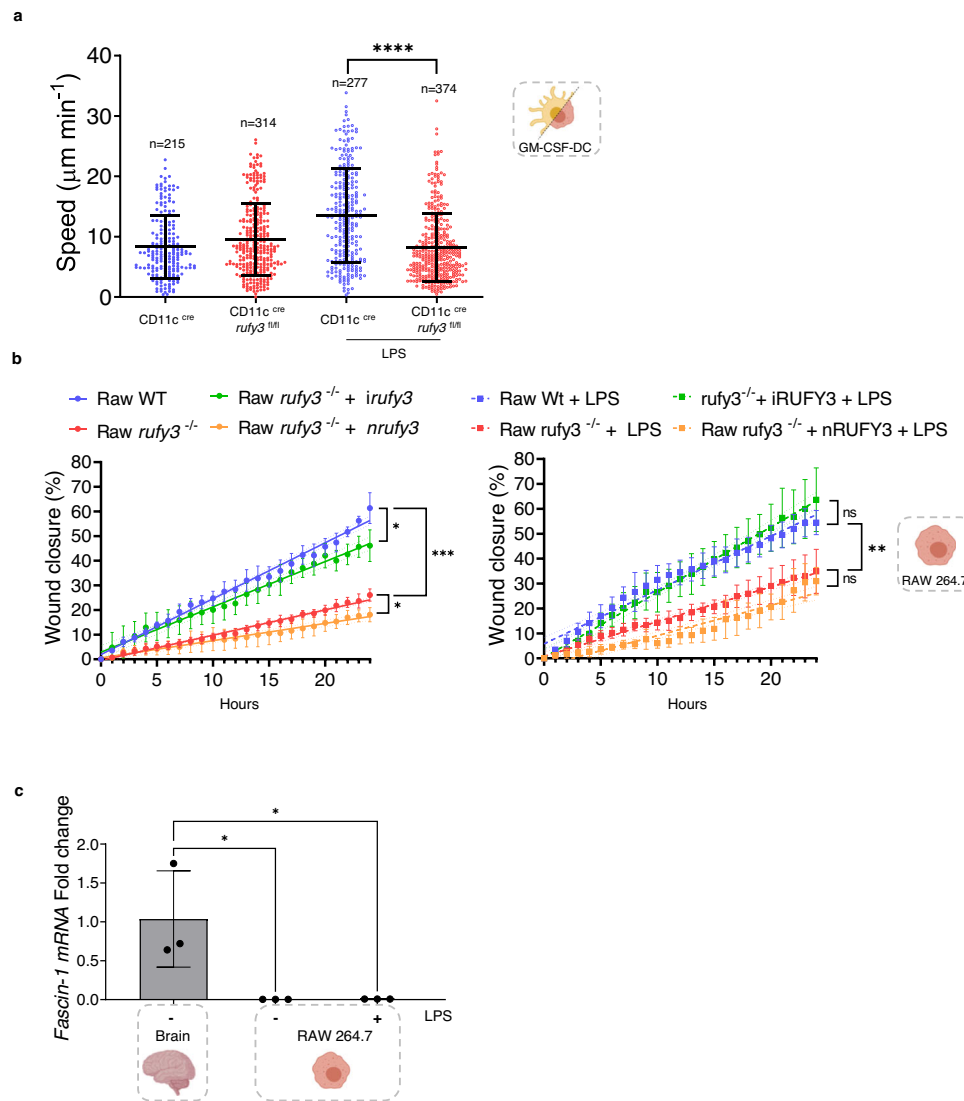 a
Speed (µm min⁻¹)
40
30
20
10
0
****
n=215
n=314
n=277
n=374
CD11c cre
CD11c cre
rufy3 fl/fl
CD11c cre
CD11c cre
rufy3 fl/fl
LPS
GM-CSF-DC
b
Raw WT
Raw rufy3 -/- + irufy3
Raw rufy3 -/-
Raw rufy3 -/- + nrufy3
Wound closure (%)
80
70
60
50
40
30
20
10
0
0 5 10 15 20
Hours
*
***
*
Raw Wt + LPS
rufy3-/- + iRUFY3 + LPS
Raw rufy3 -/- + LPS
Raw rufy3 -/- + nRUFY3 + LPS
Wound closure (%)
80
70
60
50
40
30
20
10
0
0 5 10 15 20
Hours
ns
**
ns
RAW 264.7
c
Fascin-1 mRNA Fold change
2.0
1.5
1.0
0.5
0.0
*
*
- - + LPS
Brain
RAW 264.7